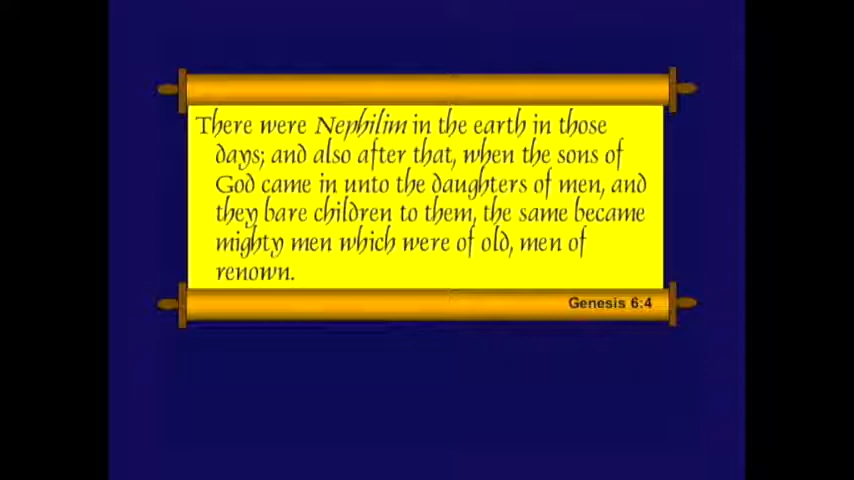 There were Nephilim in the earth in those
days; and also after that, when the sons of
God came in unto the daughters of men, and
they bare children to them, the same became
mighty men which were of old, men of
renown.
Genesis 6:4